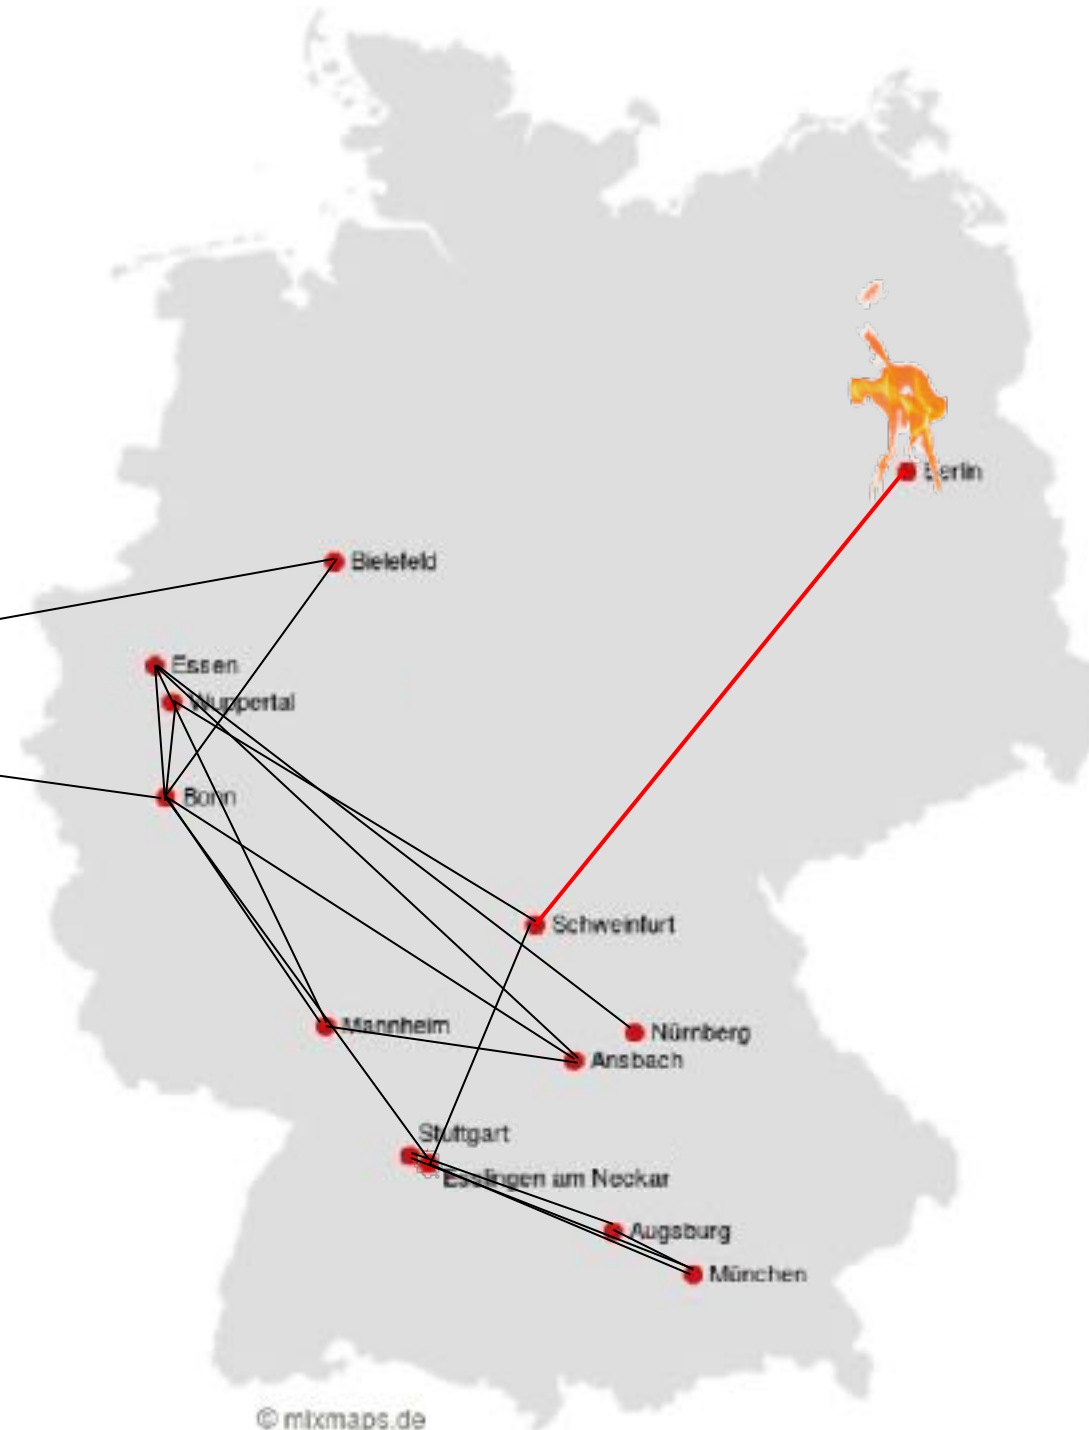 Berlin
Bielefeld
Essen
Wuppertal
Bonn
Schweinfurt
Mannheim
Nürnberg
Ansbach
Stuttgart
Esslingen am Neckar
Augsburg
München
© mixmaps.de